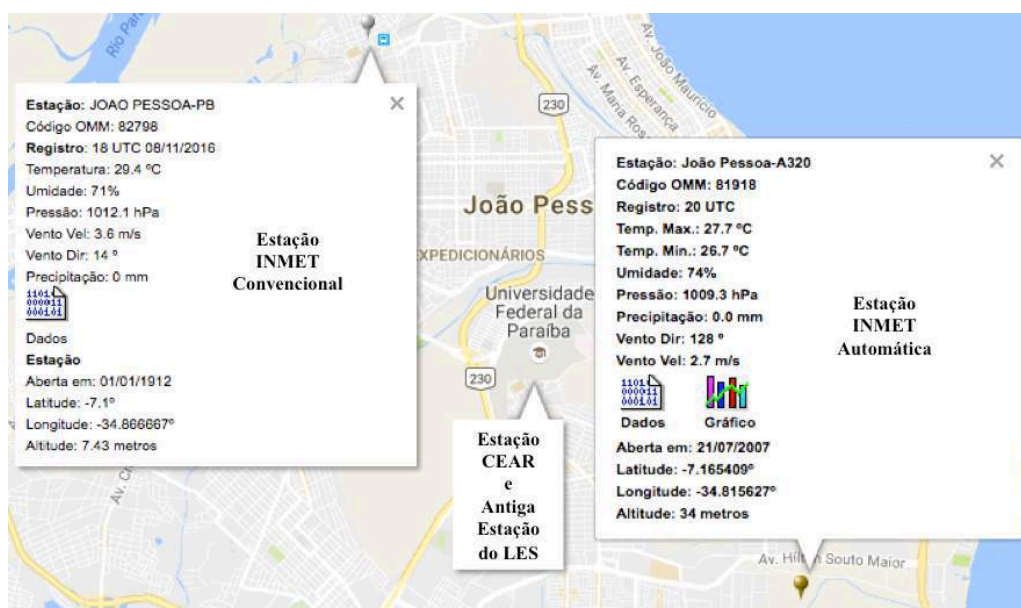 Rio Para
Av. João Mauricio
Av. Esperança
Av. Maria Ros
230
João Pess
EXPEDICIONÁRIOS
Universidade
Federal da
Paraíba
230
Estação: JOAO PESSOA-PB
Código OMM: 82798
Registro: 18 UTC 08/11/2016
Temperatura: 29.4 ºC
Umidade: 71%
Pressão: 1012.1 hPa
Vento Vel: 3.6 m/s
Vento Dir: 14 º
Precipitação: 0 mm
Dados
Estação
Aberta em: 01/01/1912
Latitude: -7.1º
Longitude: -34.866667º
Altitude: 7.43 metros
Estação
INMET
Convencional
Estação
CEAR
e
Antiga
Estação
do LES
Estação: João Pessoa-A320
Código OMM: 81918
Registro: 20 UTC
Temp. Max.: 27.7 ºC
Temp. Min.: 26.7 ºC
Umidade: 74%
Pressão: 1009.3 hPa
Precipitação: 0.0 mm
Vento Dir: 128 º
Vento Vel: 2.7 m/s
Dados
Gráfico
Aberta em: 21/07/2007
Latitude: -7.165409º
Longitude: -34.815627º
Altitude: 34 metros
Estação
INMET
Automática
Av. Hilton Souto Maior